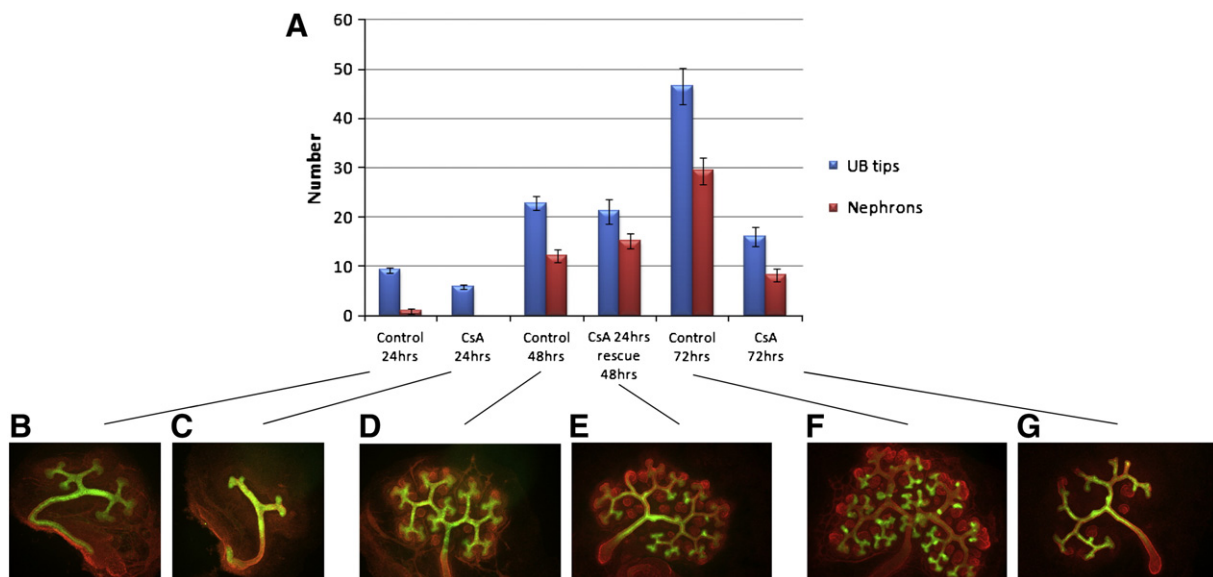 A
60
50
40
30
20
10
0
Number
UB tips
Nephrons
Control
24hrs
CsA
24hrs
Control
48hrs
CsA 24hrs
rescue
48hrs
Control
72hrs
CsA
72hrs
B
C
D
E
F
G